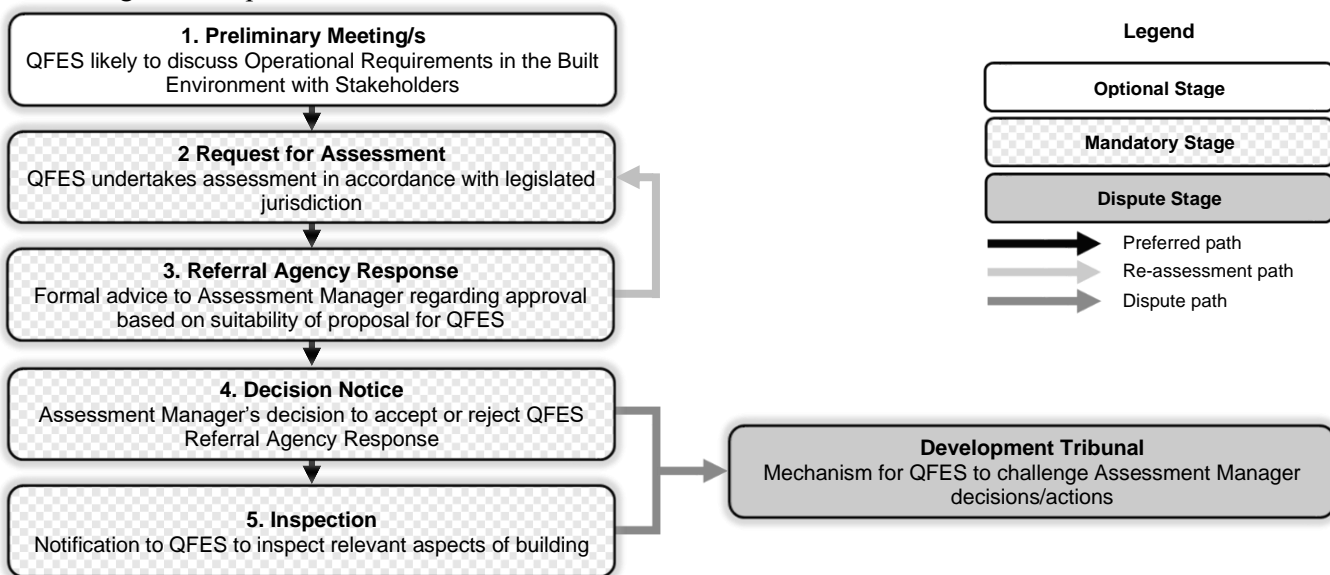 1. Preliminary Meeting/s
QFES likely to discuss Operational Requirements in the Built
Environment with Stakeholders
2 Request for Assessment
QFES undertakes assessment in accordance with legislated
jurisdiction
3. Referral Agency Response
Formal advice to Assessment Manager regarding approval
based on suitability of proposal for QFES
4. Decision Notice
Assessment Manager's decision to accept or reject QFES
Referral Agency Response
5. Inspection
Notification to QFES to inspect relevant aspects of building
Development Tribunal
Mechanism for QFES to challenge Assessment Manager
decisions/actions
Legend
Optional Stage
Mandatory Stage
Dispute Stage
Preferred path
Re-assessment path
Dispute path